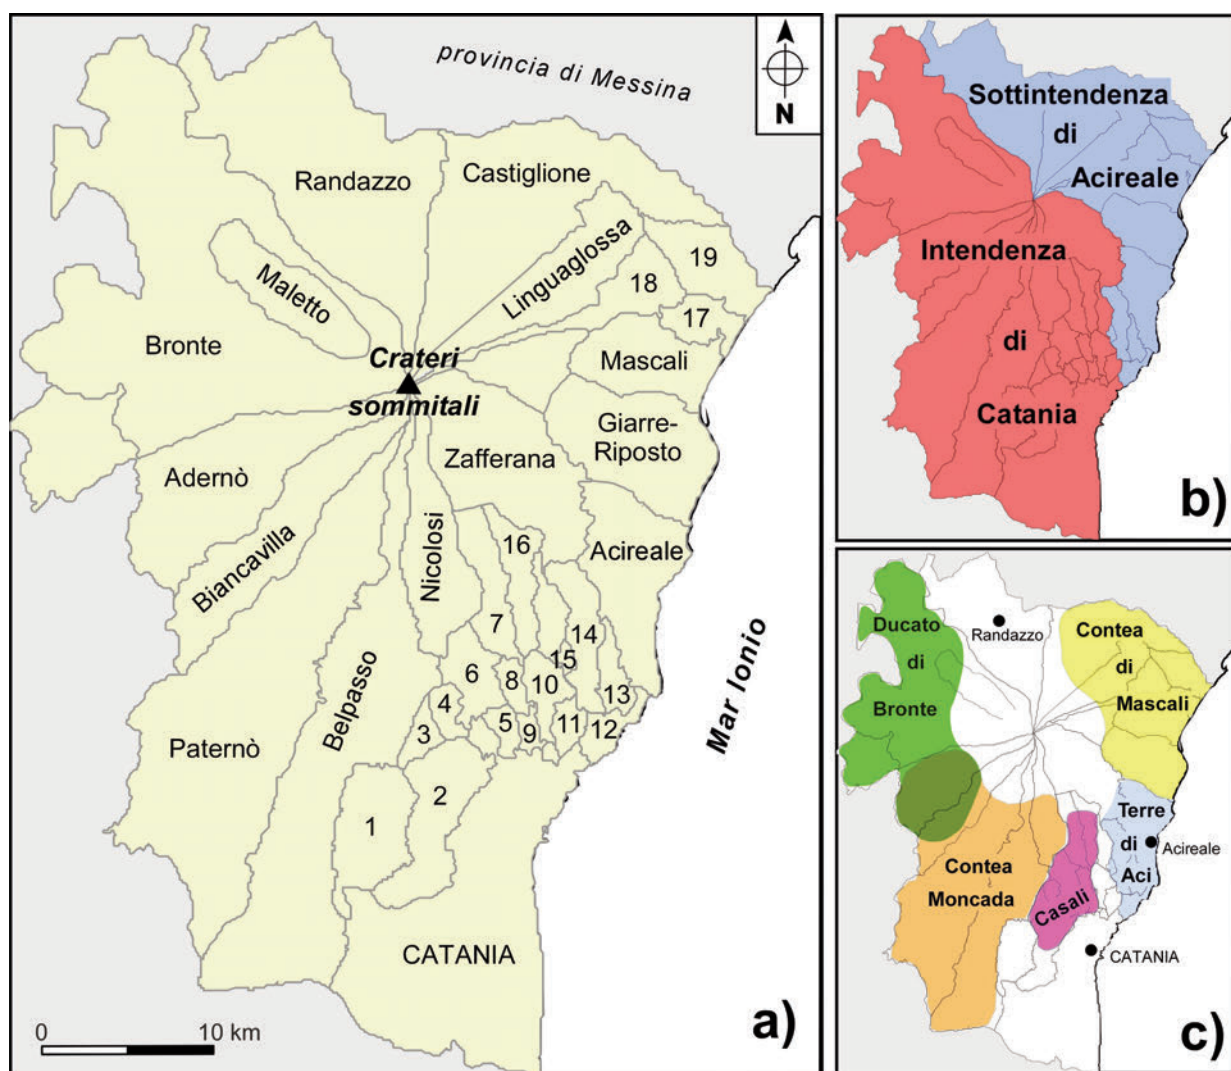 provincia di Messina
N
Randazzo
Castiglione
Linguaglossa
19
18
17
Maletto
Bronte
Crateri
sommitali
Mascali
Giarre-
Riposto
Zafferana
Adernò
Biancavilla
Nicolosi
16
Acireale
7
14
15
6
8
10
13
4
5
9
11
12
3
Belpasso
Paternò
2
1
Mar Ionio
CATANIA
0
10 km
a)
Sottintendenza
di
Acireale
Intendenza
di
Catania
b)
Ducato
di
Bronte
Randazzo
Contea
di
Mascali
Terre
di
Aci
Acireale
Contea
Moncada
Casali
CATANIA
c)